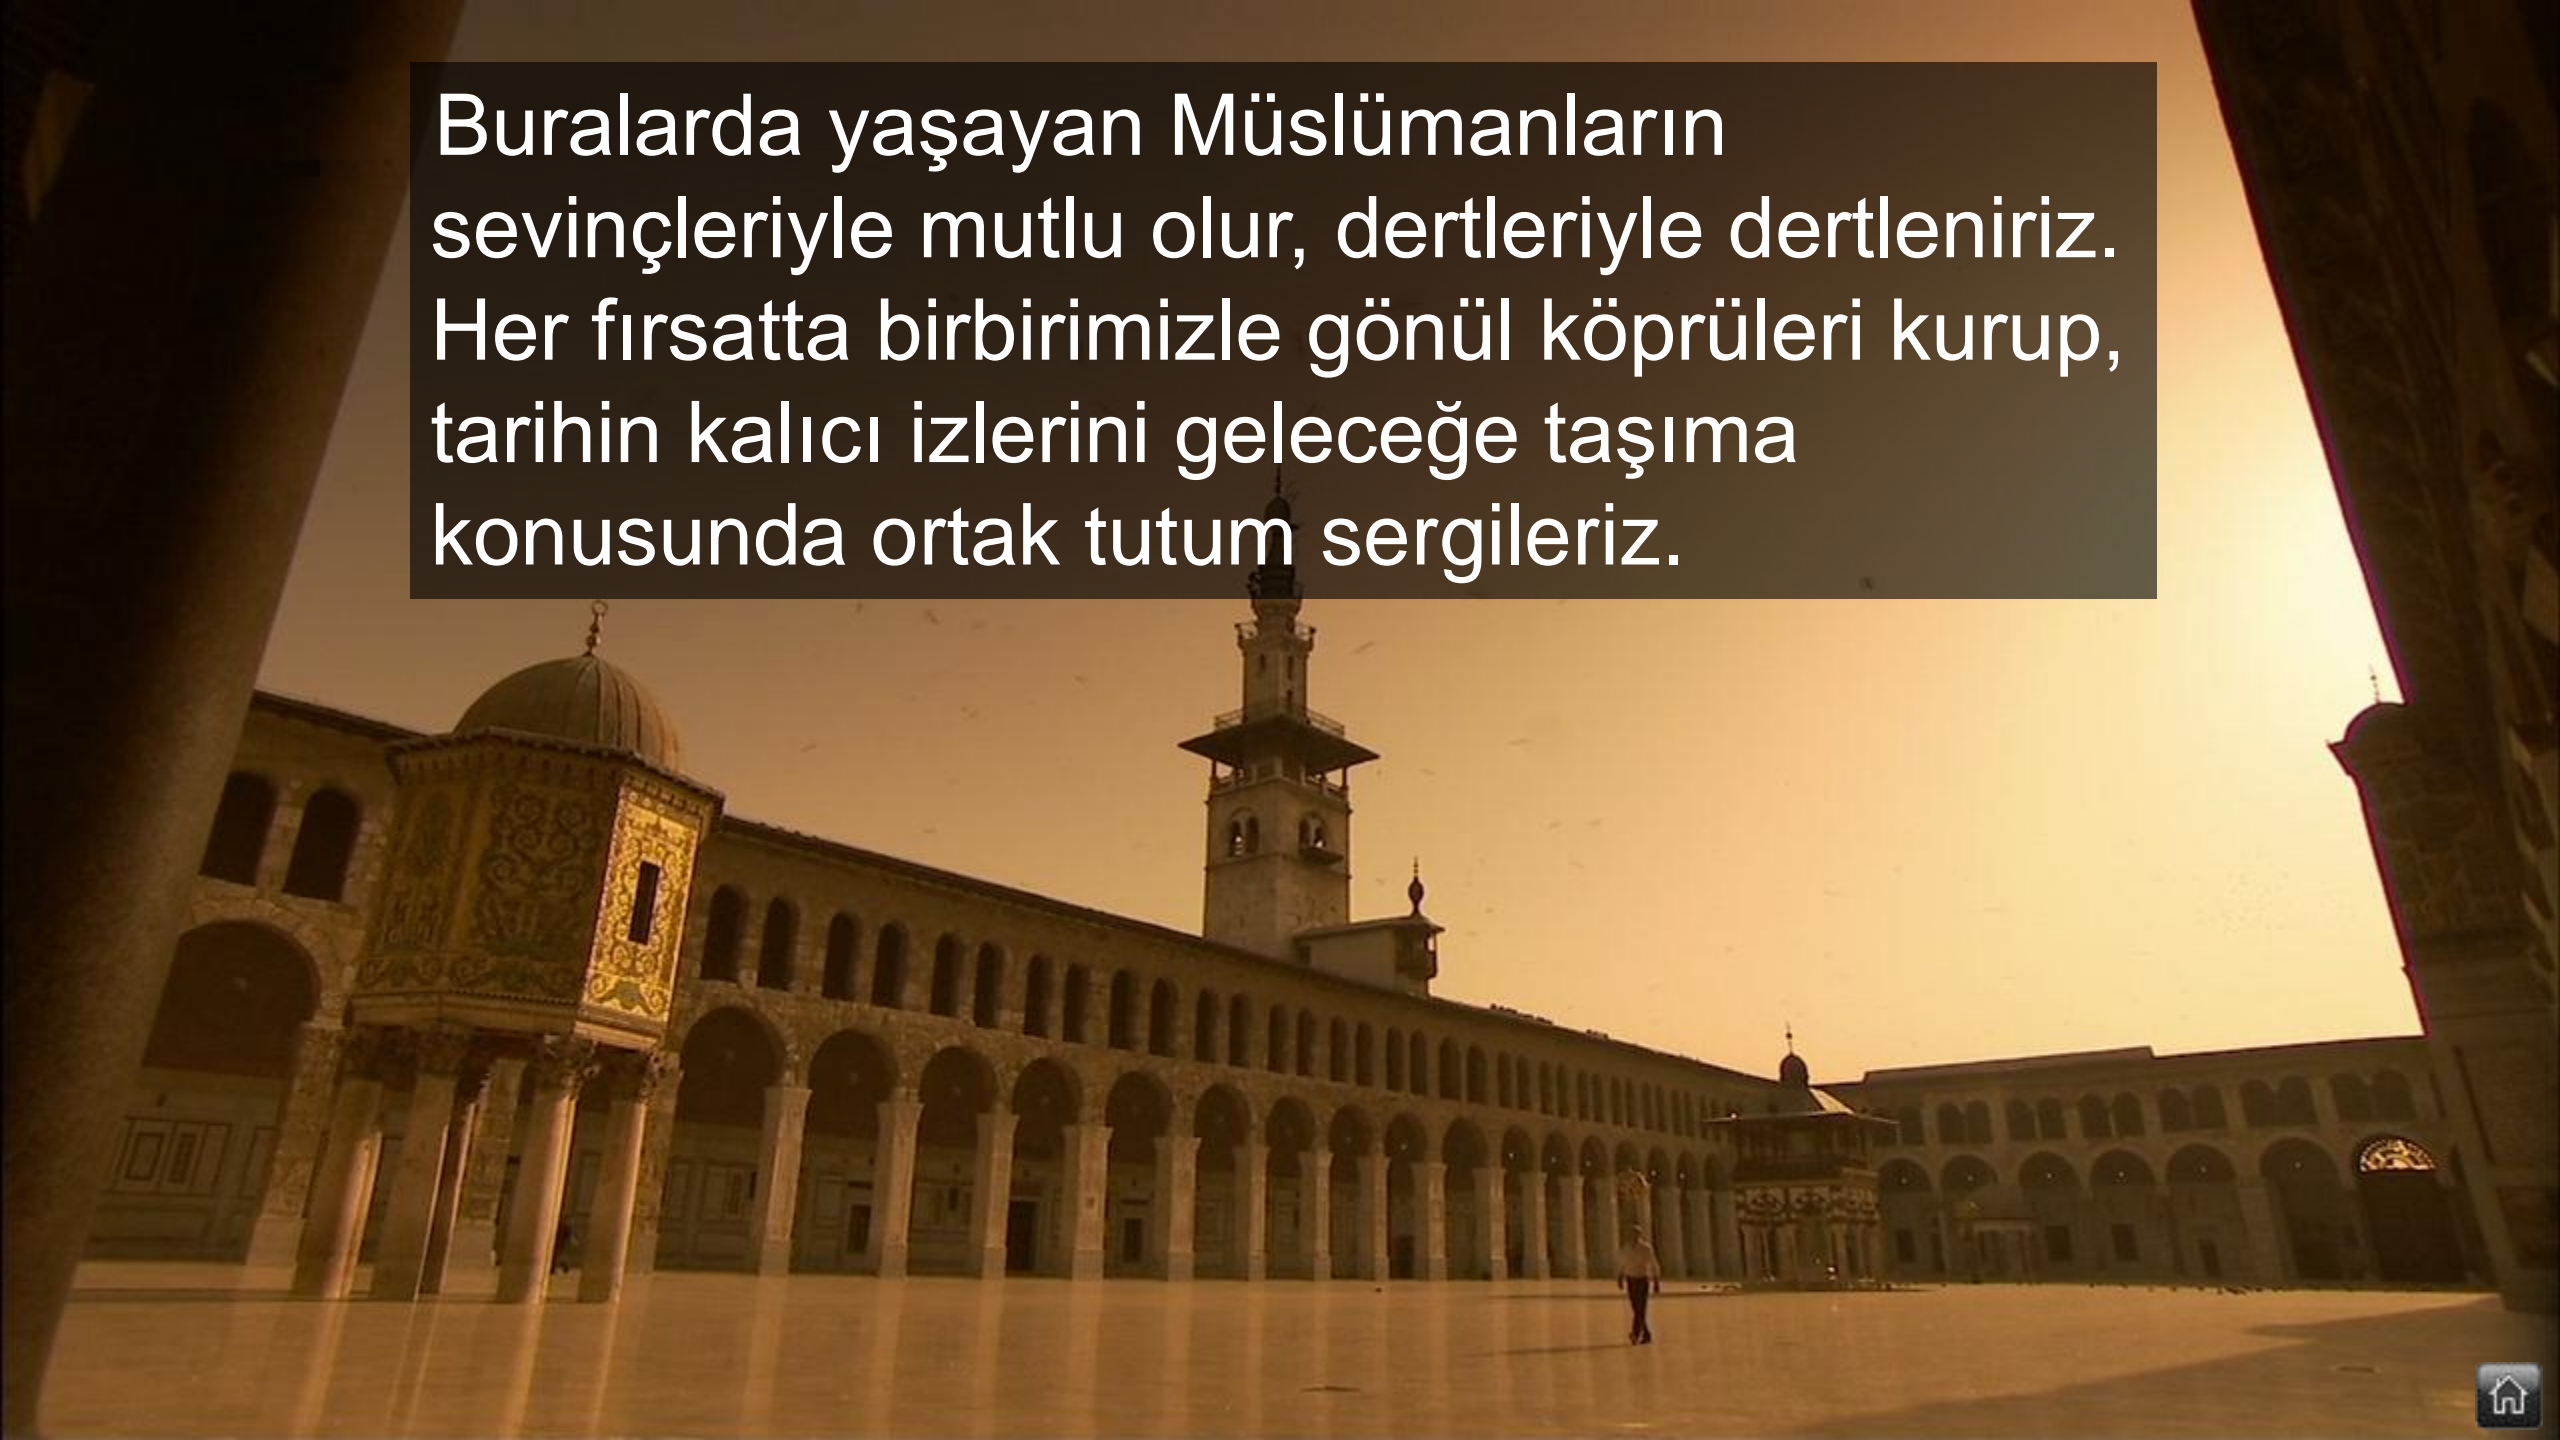 Buralarda yaşayan Müslümanların
sevinçleriyle mutlu olur, dertleriyle dertleniriz.
Her fırsatta birbirimizle gönül köprüleri kurup,
tarihin kalıcı izlerini geleceğe taşıma
konusunda ortak tutum sergileriz.